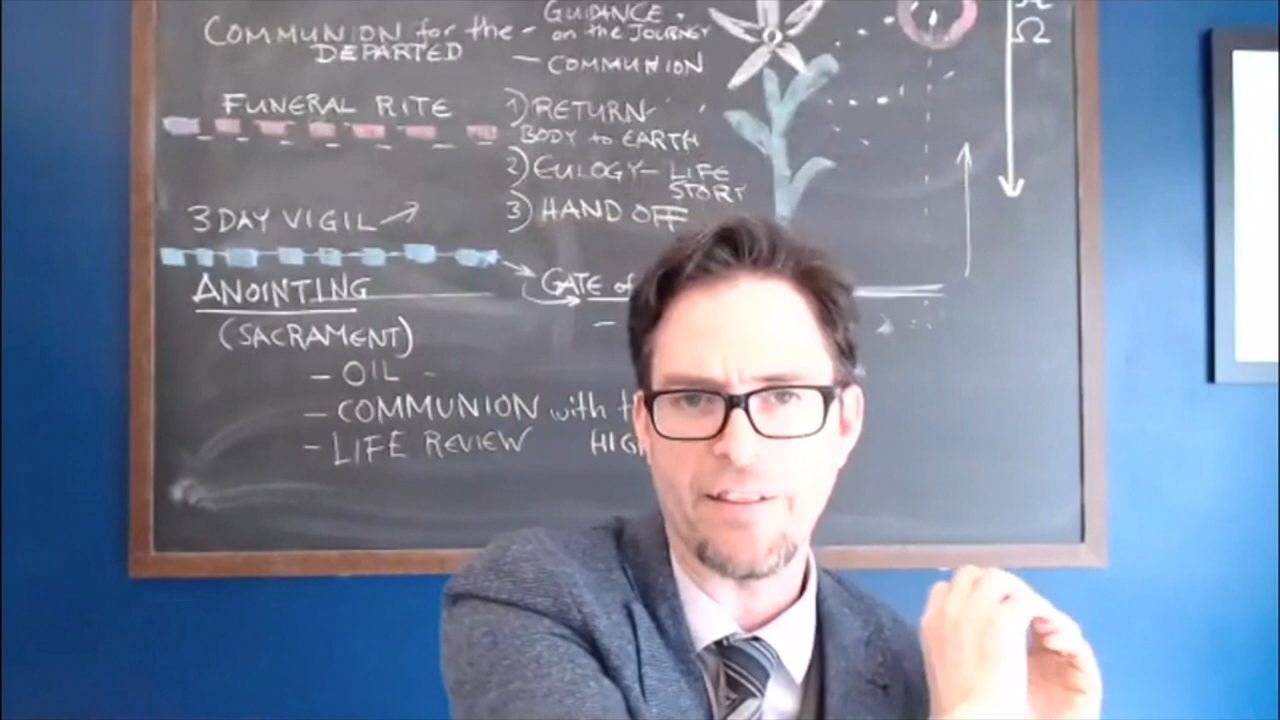 COMMUNION for the -
DEPARTED
GUIDANCE
on the JOURNEY
- COMMUNION
FUNERAL RITE
1) RETURN
BODY to EARTH
2) EULOGY - LIFE
STORY
3) HAND OFF
3 DAY VIGIL
ANOINTING
GATE of
(SACRAMENT)
- OIL -
- COMMUNION with
- LIFE REVIEW
Ω